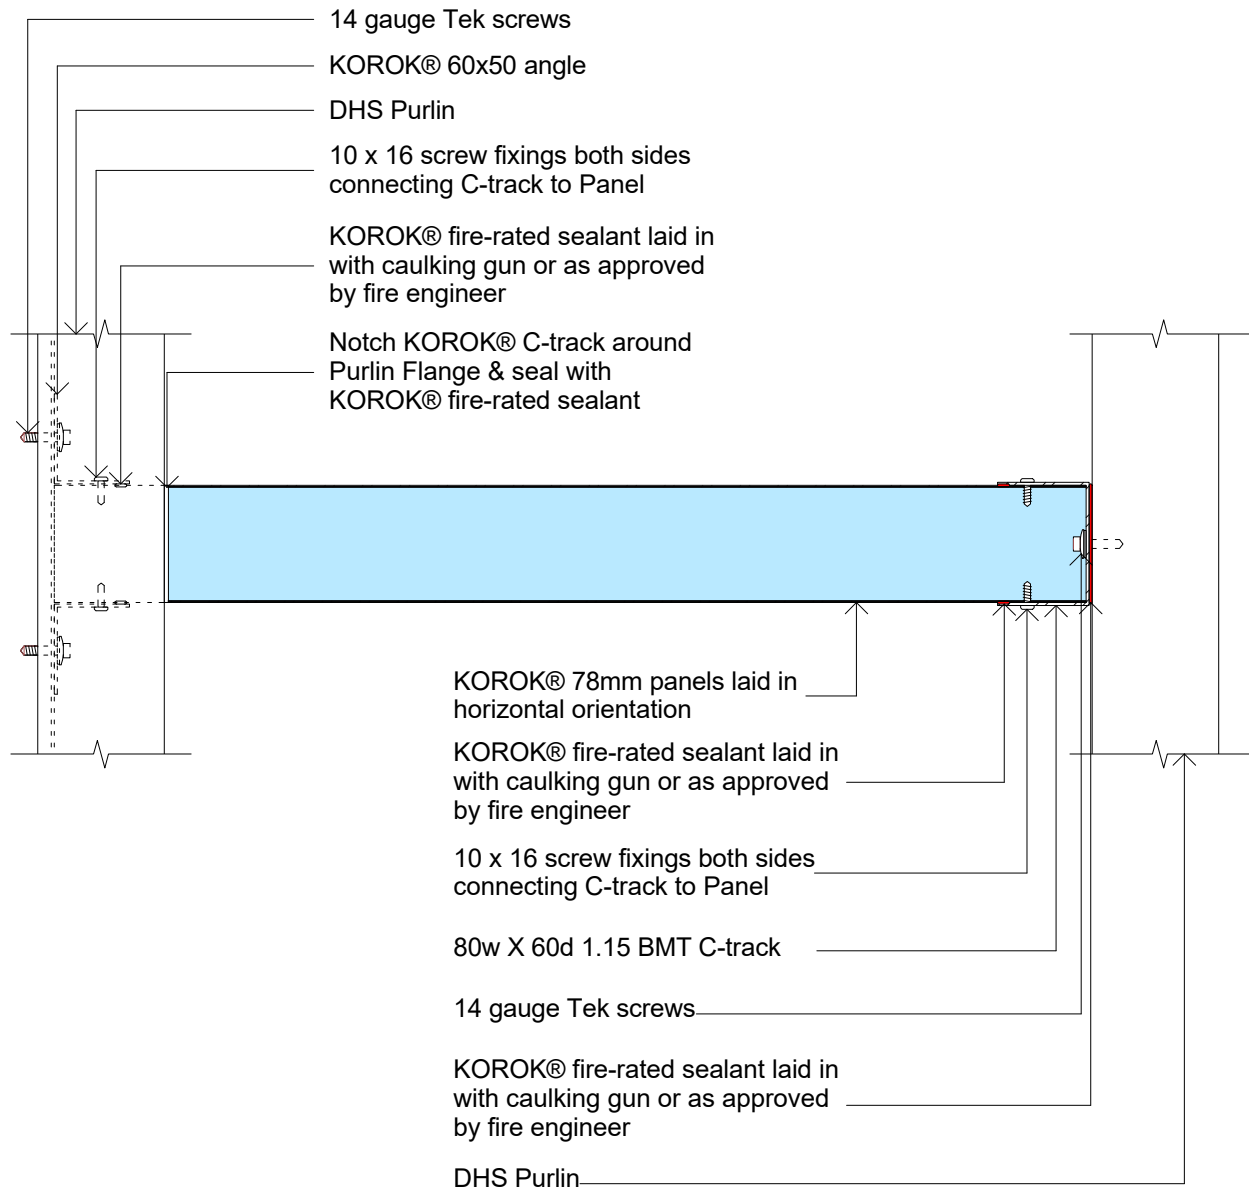 14 gauge Tek screws
KOROK® 60x50 angle
DHS Purlin
10 x 16 screw fixings both sides
connecting C-track to Panel
KOROK® fire-rated sealant laid in
with caulking gun or as approved
by fire engineer
Notch KOROK® C-track around
Purlin Flange & seal with
KOROK® fire-rated sealant
KOROK® 78mm panels laid in
horizontal orientation
KOROK® fire-rated sealant laid in
with caulking gun or as approved
by fire engineer
10 x 16 screw fixings both sides
connecting C-track to Panel
80w X 60d 1.15 BMT C-track
14 gauge Tek screws
KOROK® fire-rated sealant laid in
with caulking gun or as approved
by fire engineer
DHS Purlin